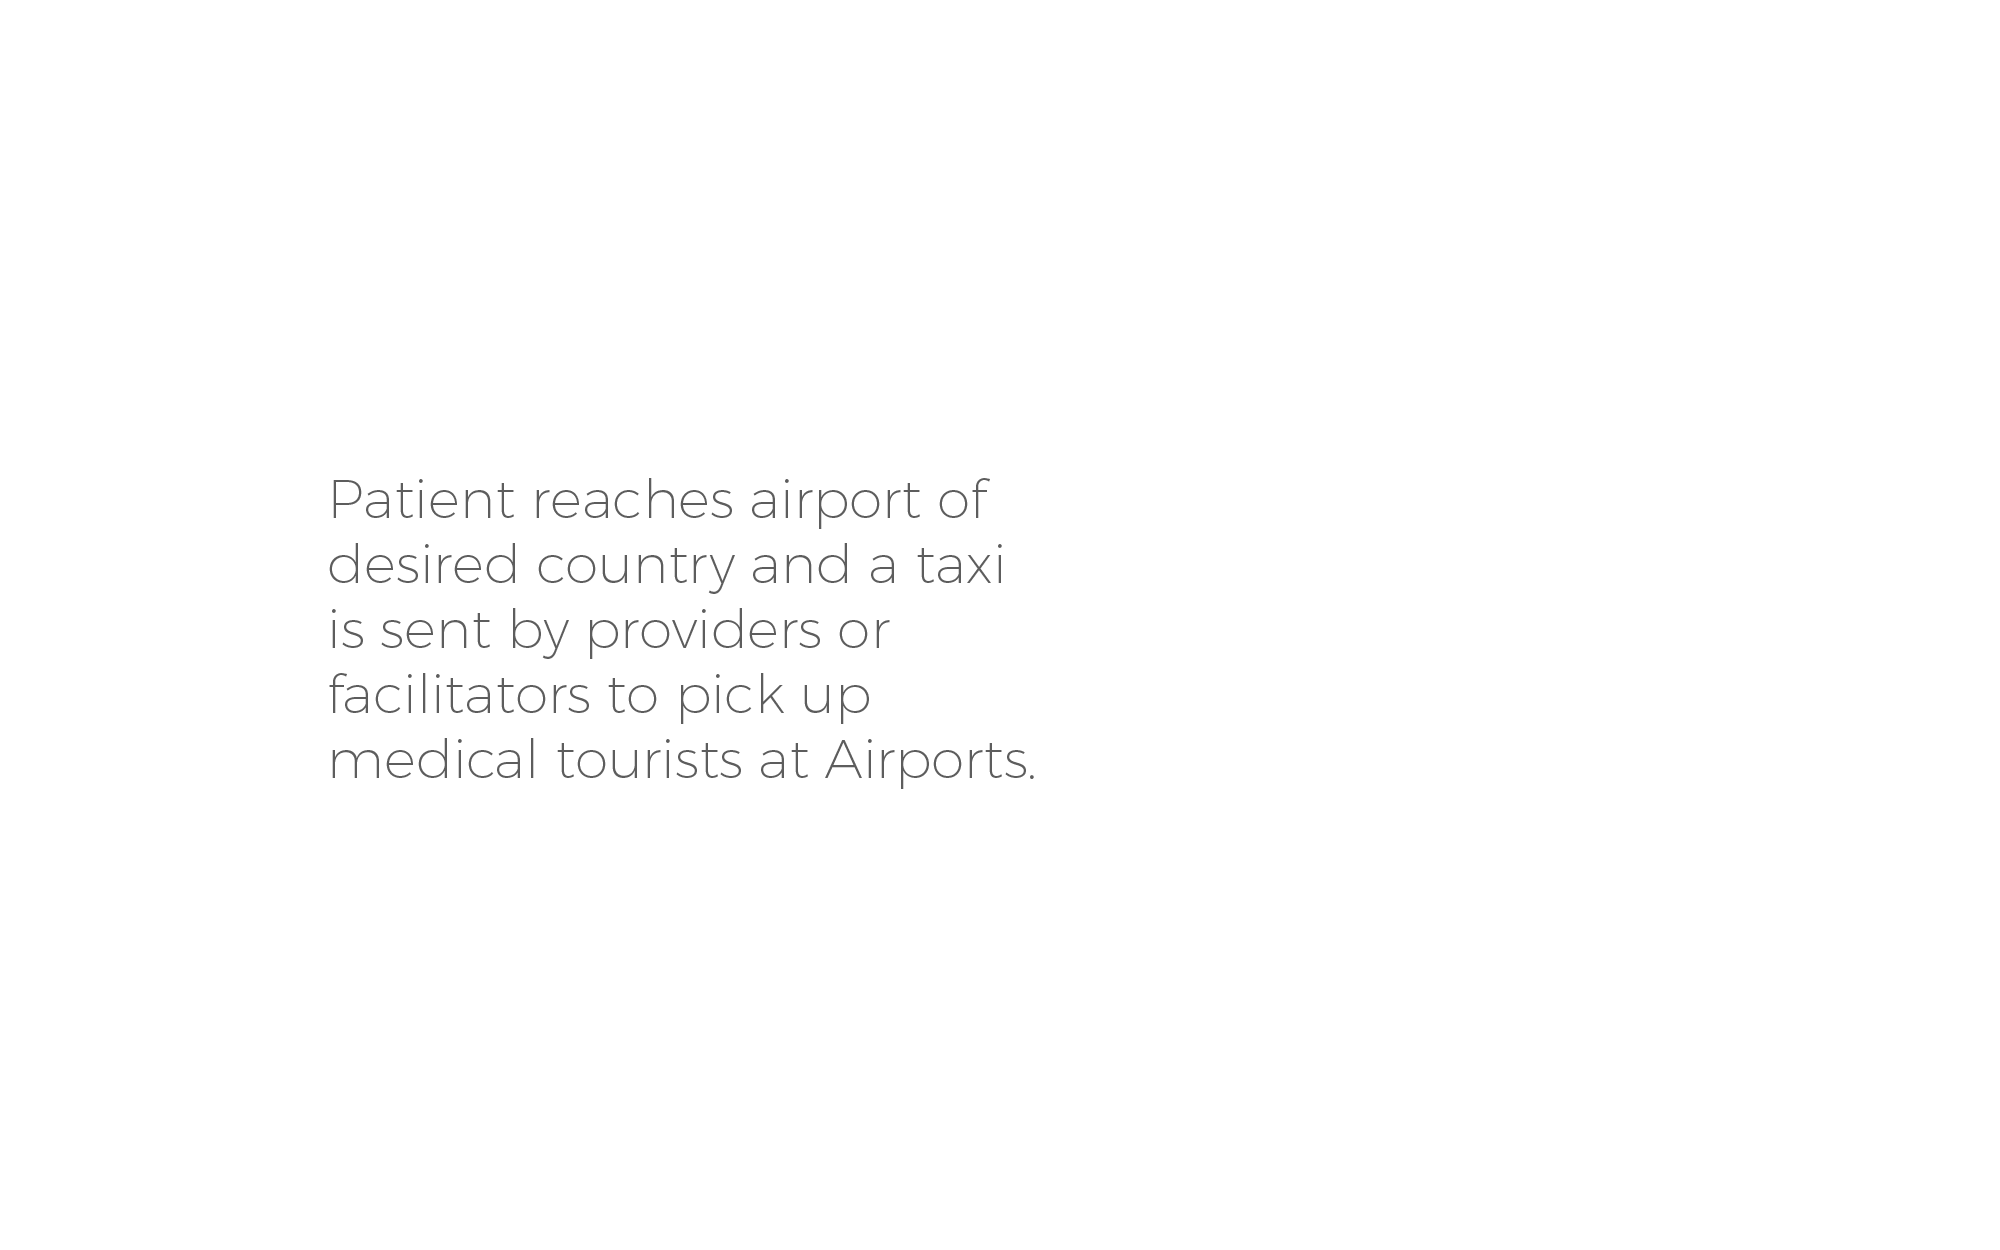 Patient reaches airport of
desired country and a taxi
is sent by providers or
facilitators to pick up
medical tourists at Airports.